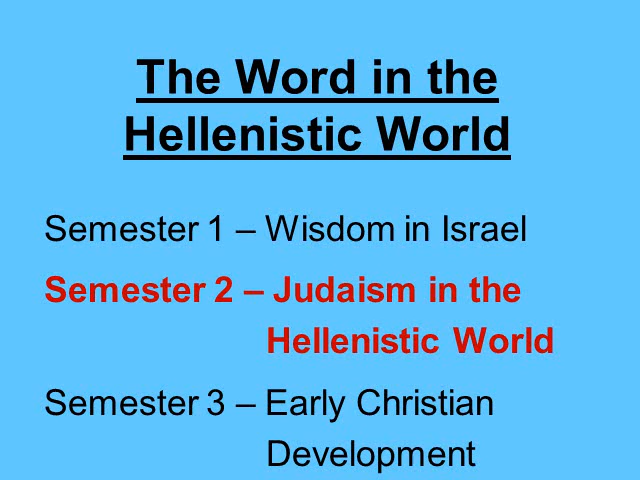 The Word in the
Hellenistic World
Semester 1 – Wisdom in Israel
Semester 2 – Judaism in the
Hellenistic World
Semester 3 – Early Christian
Development